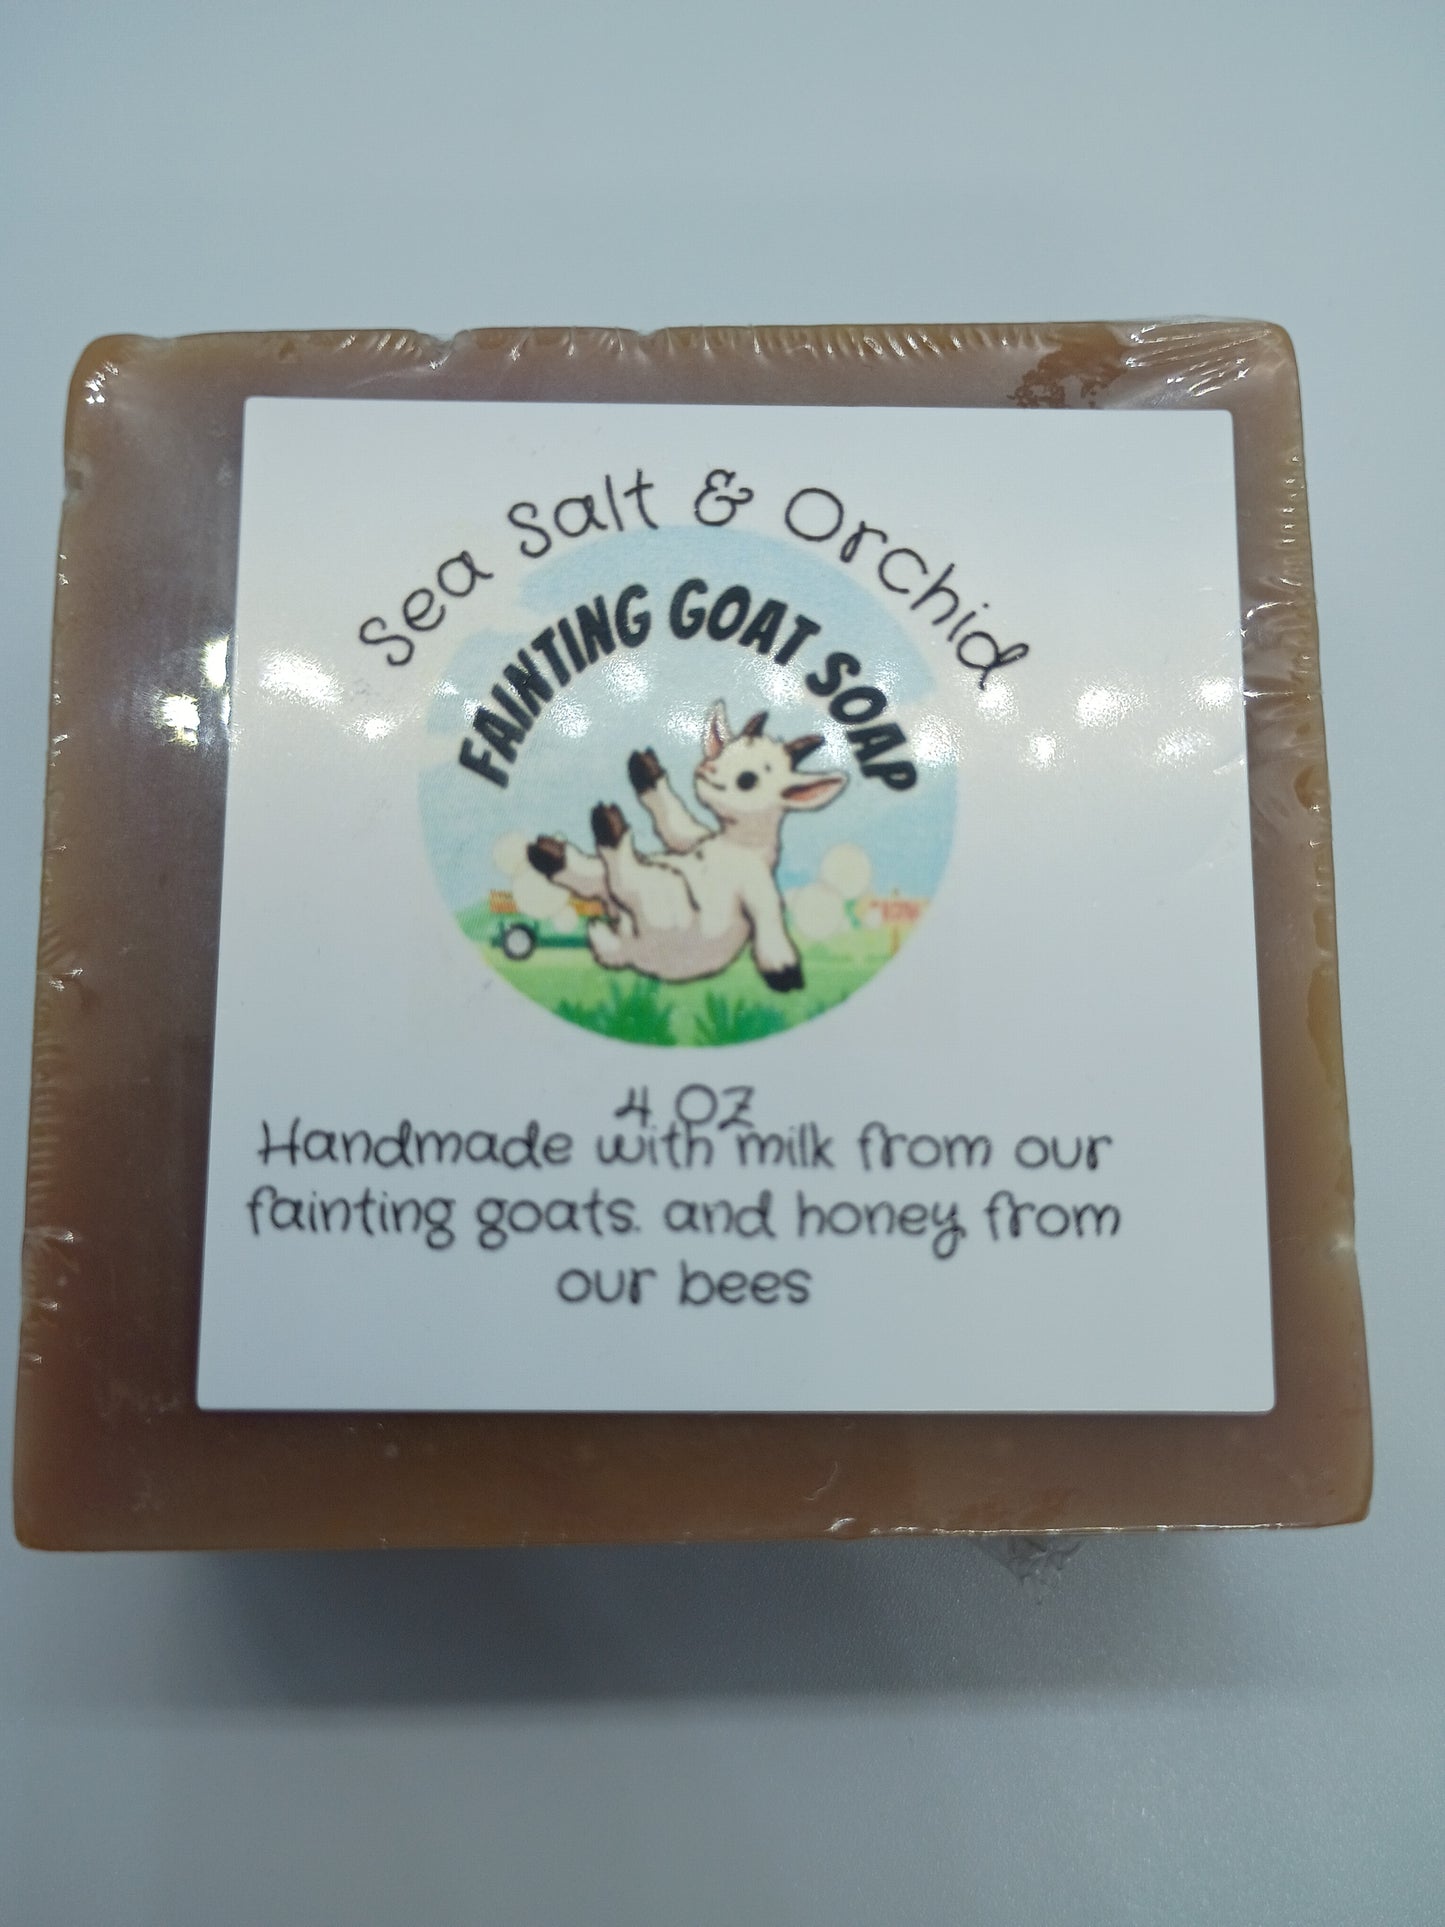 Sea Salt & Orchid
FAINTING GOAT SOAP
4 OZ
Handmade with milk from our
fainting goats. and honey from
our bees